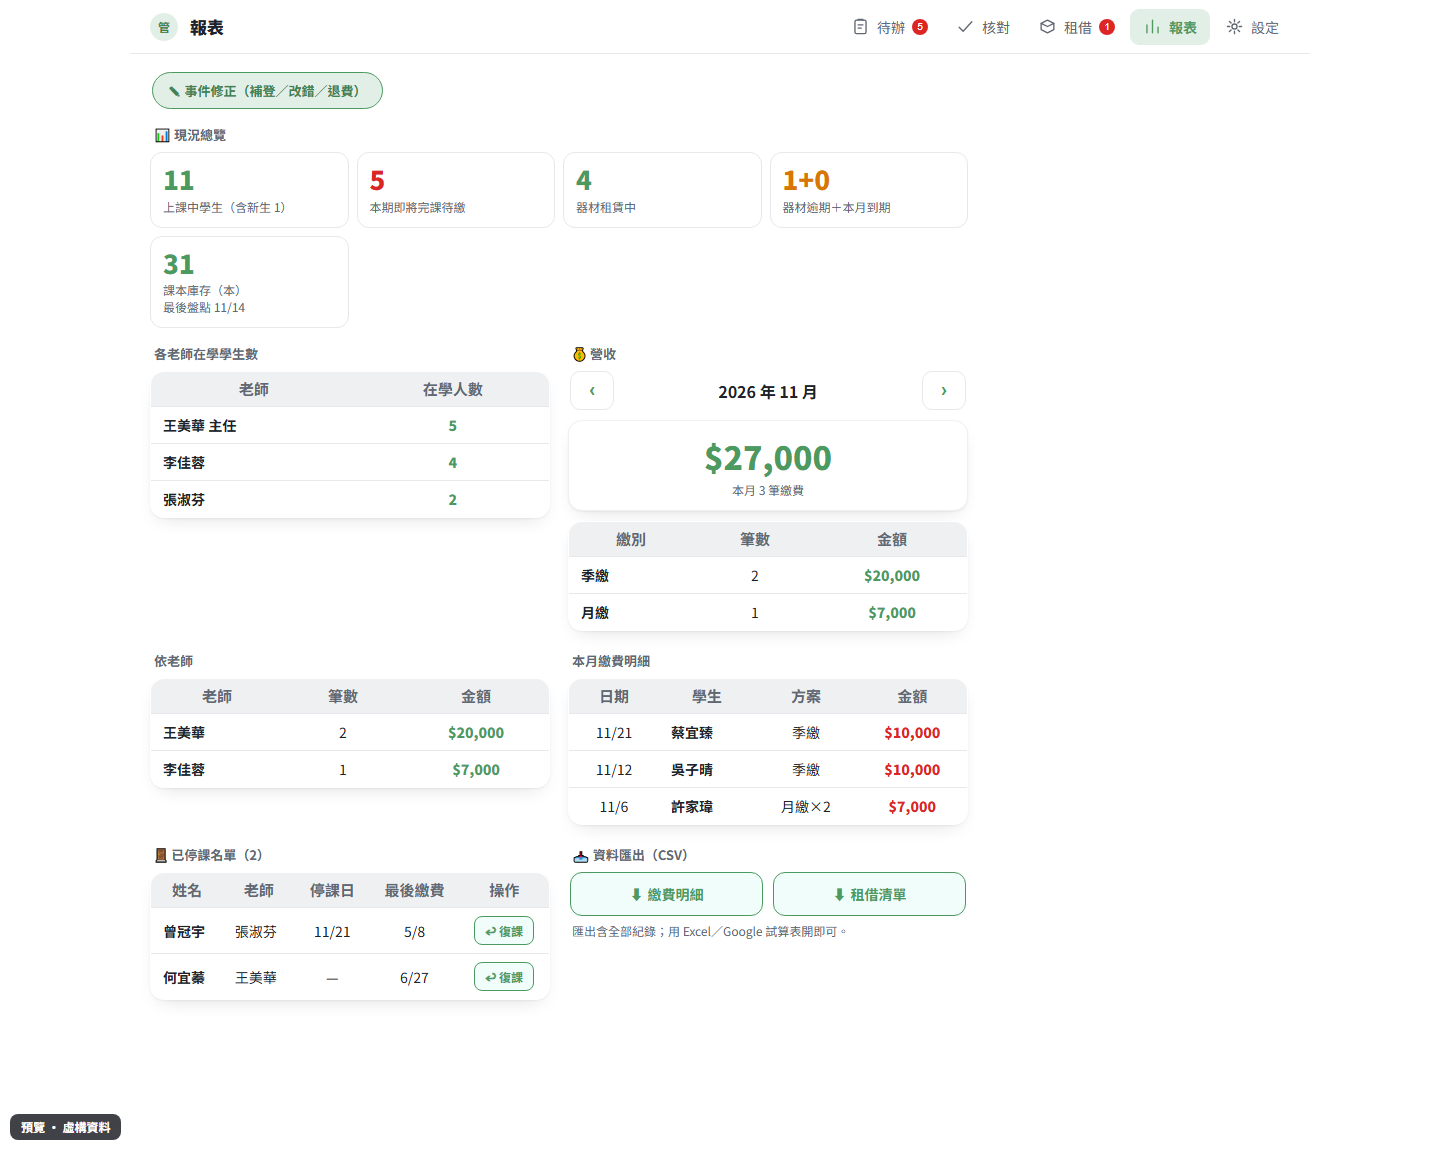 管 報表 待辦 5 核對 租借 1 報表 設定
事件修正（補登／改錯／退費）
現況總覽
11 5 4 1+0
上課中學生（含新生 1） 本期即將完課待繳 器材租賃中 器材逾期＋本月到期
31
課本庫存（本）
最後盤點 11/14
各老師在學學生數
老師 在學人數
王美華 主任 5
李佳蓉 4
張淑芬 2
營收
‹ 2026 年 11 月 ›
$27,000
本月 3 筆繳費
繳別 筆數 金額
季繳 2 $20,000
月繳 1 $7,000
依老師
老師 筆數 金額
王美華 2 $20,000
李佳蓉 1 $7,000
本月繳費明細
日期 學生 方案 金額
11/21 蔡宜臻 季繳 $10,000
11/12 吳子晴 季繳 $10,000
11/6 許家瑋 月繳×2 $7,000
已停課名單（2）
姓名 老師 停課日 最後繳費 操作
曾冠宇 張淑芬 11/21 5/8 ↩ 復課
何宜蓁 王美華 — 6/27 ↩ 復課
資料匯出（CSV）
⬇ 繳費明細 ⬇ 租借清單
匯出含全部紀錄；用 Excel／Google 試算表開即可。
預覽 · 虛構資料